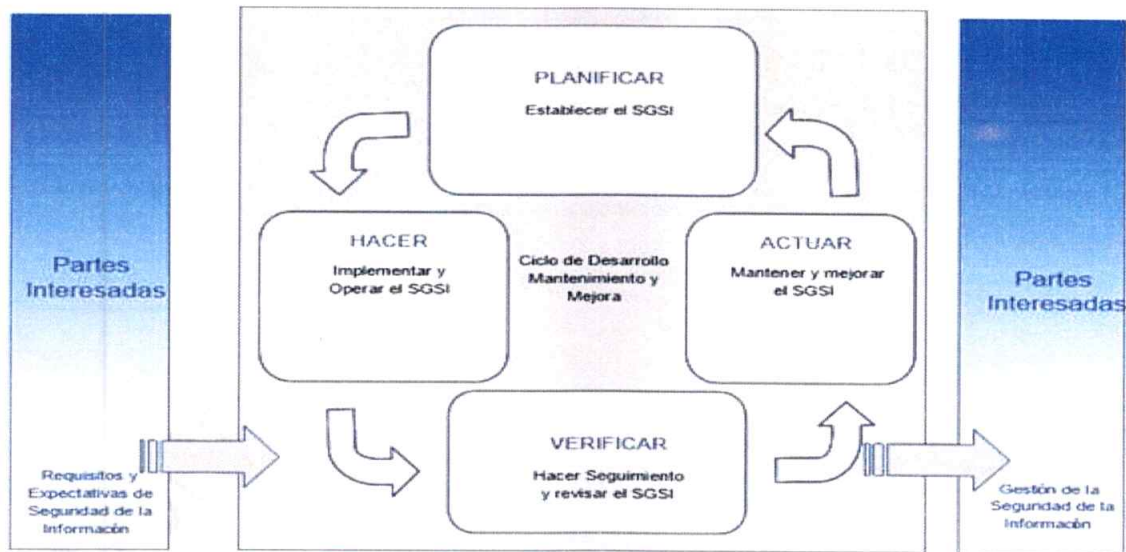 Partes
Interesadas
Requisitos y
Expectativas de
Seguridad de la
Información
PLANIFICAR
Establecer el SGSI
HACER
Implementar y
Operar el SGSI
Ciclo de Desarrollo
Mantenimiento y
Mejora
ACTUAR
Mantener y mejorar
el SGSI
VERIFICAR
Hacer Seguimiento
y revisar el SGSI
Partes
Interesadas
Gestión de la
Seguridad de la
Información